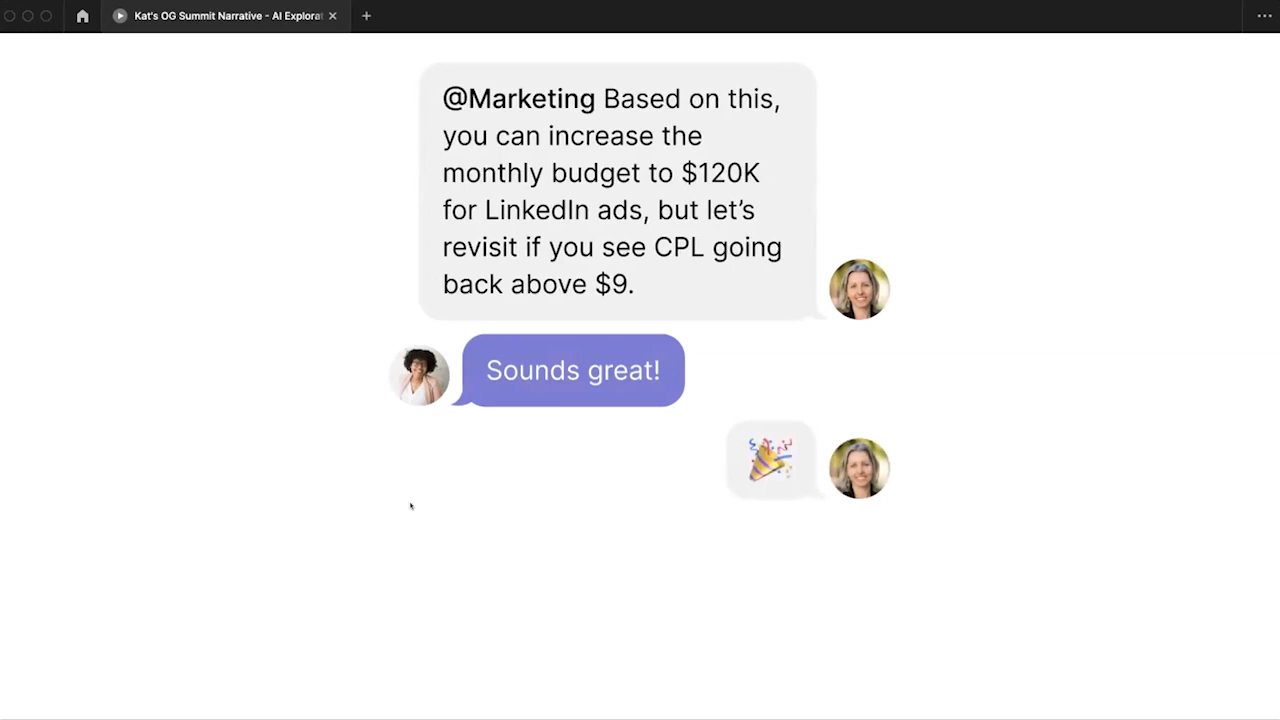 Kat's OG Summit Narrative - AI Explorat
@Marketing Based on this,
you can increase the
monthly budget to $120K
for LinkedIn ads, but let’s
revisit if you see CPL going
back above $9.
Sounds great!